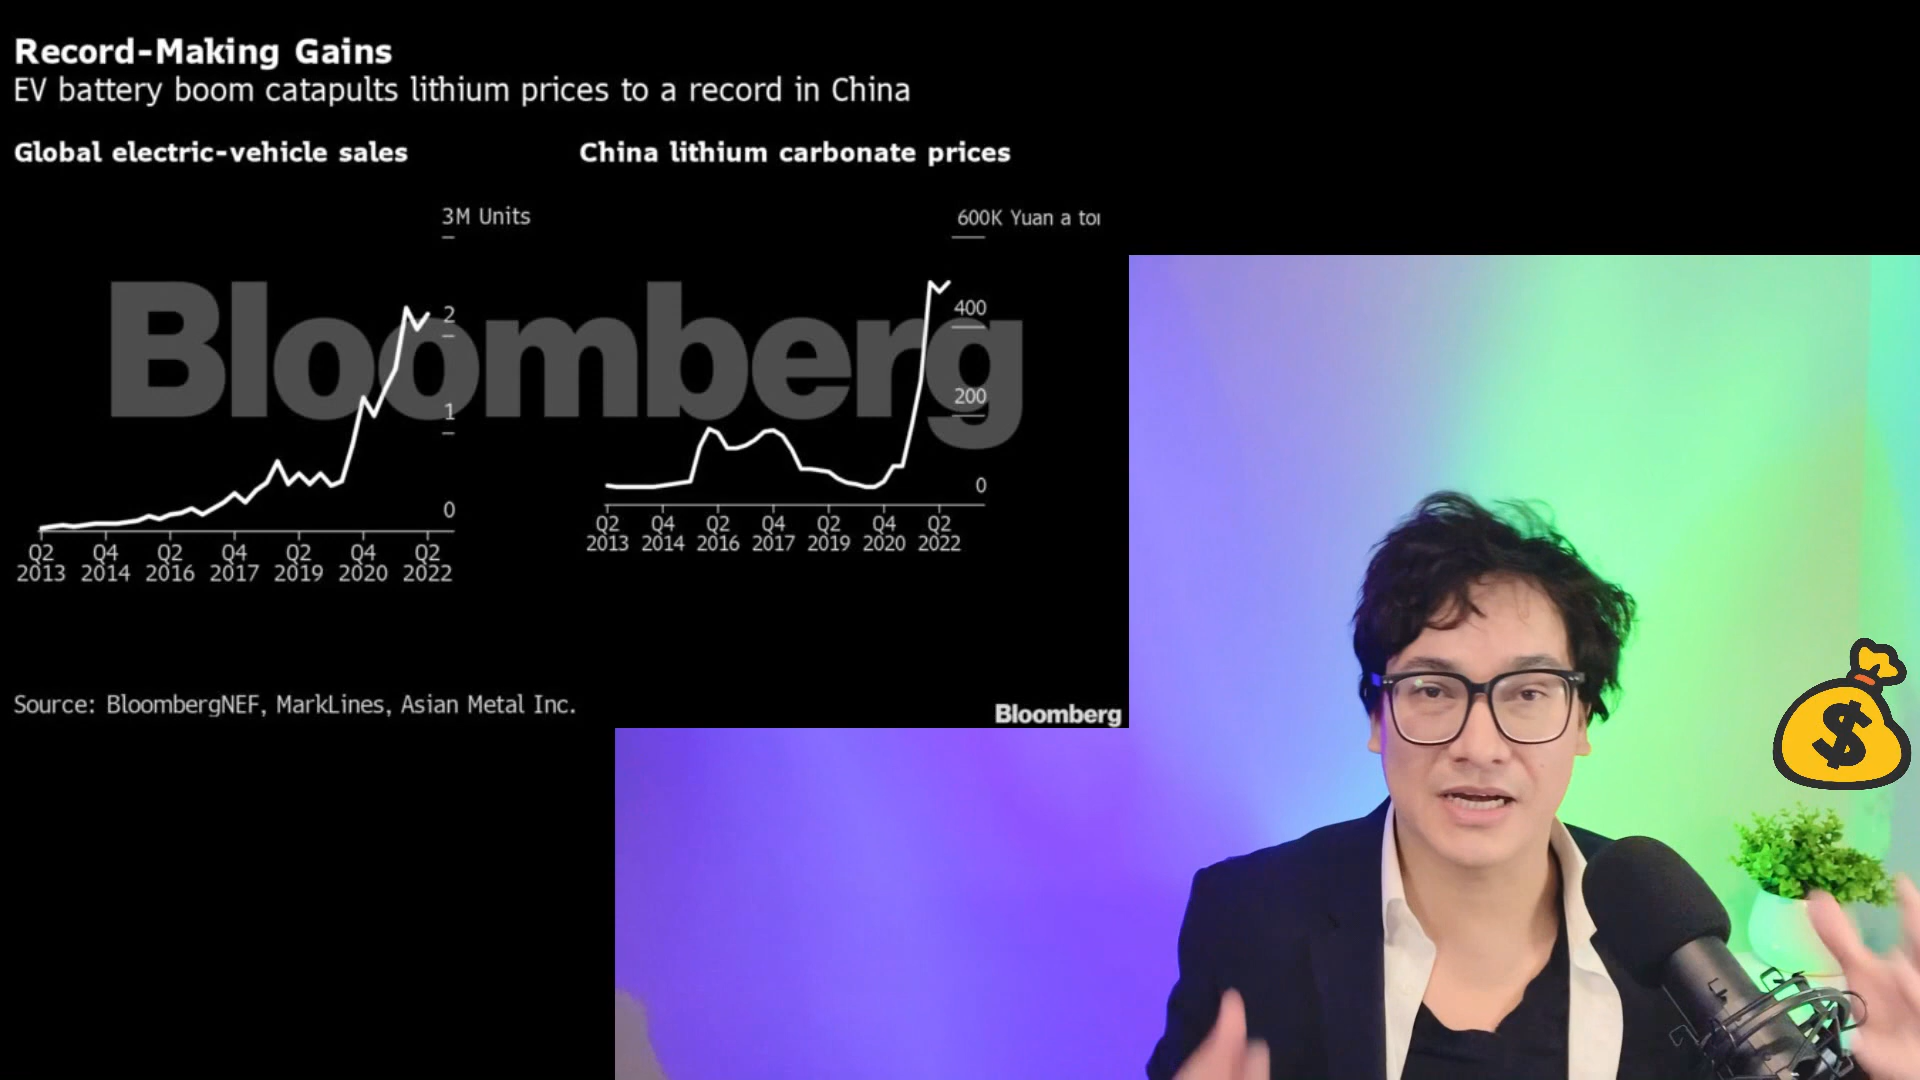 Record-Making Gains
EV battery boom catapults lithium prices to a record in China
Global electric-vehicle sales
3M Units
2
1
0
Q2 Q4 Q2 Q4 Q2 Q4 Q2
2013 2014 2016 2017 2019 2020 2022
China lithium carbonate prices
600K Yuan a to
400
200
0
Q2 Q4 Q2 Q4 Q2 Q4 Q2
2013 2014 2016 2017 2019 2020 2022
Bloomberg
Source: BloombergNEF, MarkLines, Asian Metal Inc.
Bloomberg
$